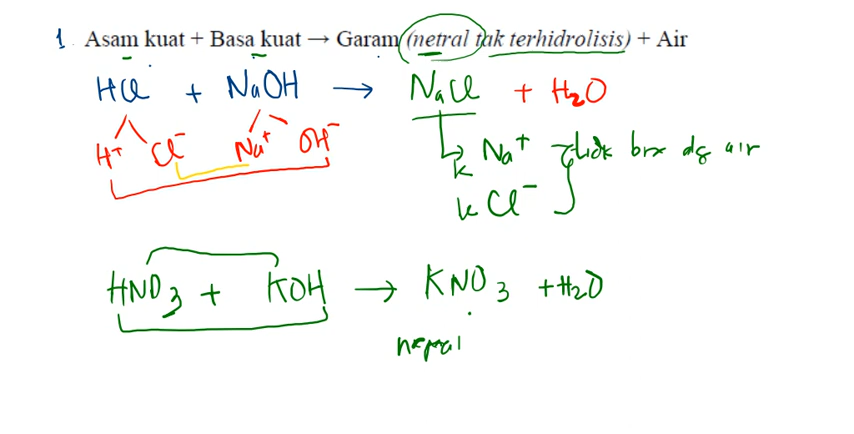 1 Asam kuat + Basa kuat → Garam (netral tak terhidrolisis) + Air
HCl + NaOH → NaCl + H₂O
H⁺ Cl⁻ Na⁺ OH⁻
k Na⁺ tidk brx dg air
k Cl⁻
HNO₃ + KOH → KNO₃ + H₂O
netral